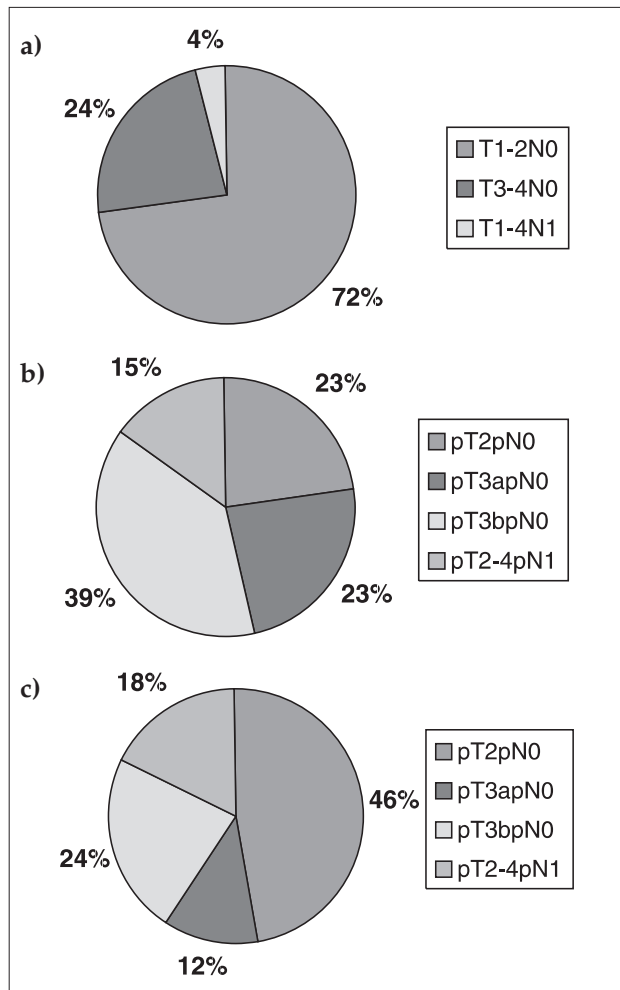 a)
4%
24%
72%
T1-2N0
T3-4N0
T1-4N1
b)
15%
23%
39%
23%
pT2pN0
pT3apN0
pT3bpN0
pT2-4pN1
c)
18%
46%
24%
12%
pT2pN0
pT3apN0
pT3bpN0
pT2-4pN1